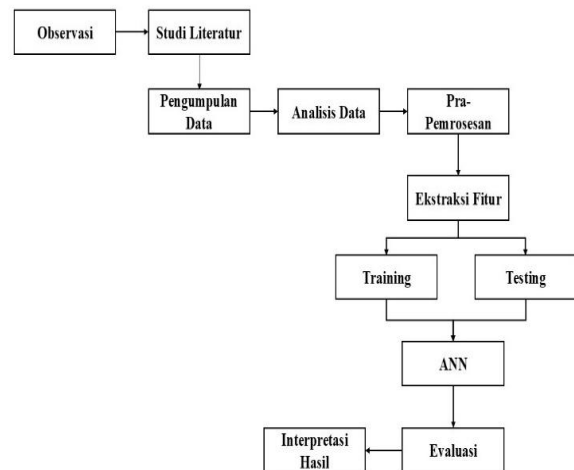 Observasi
Studi Literatur
Pengumpulan
Data
Analisis Data
Pra-
Pemrosesan
Ekstraksi Fitur
Training
Testing
ANN
Evaluasi
Interpretasi
Hasil